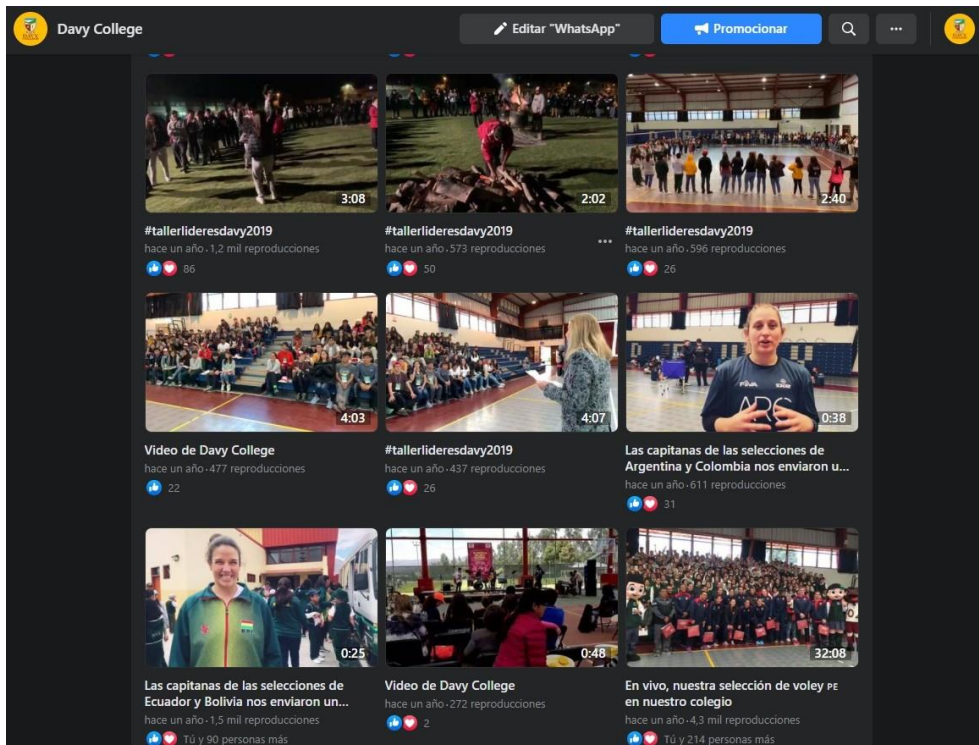 Davy College
Editar "WhatsApp"
Promocionar
3:08
2:02
2:40
#tallerlideresdavy2019
hace un año · 1,2 mil reproducciones
86
#tallerlideresdavy2019
hace un año · 573 reproducciones
50
#tallerlideresdavy2019
hace un año · 596 reproducciones
26
4:03
4:07
FIVA
ARG
0:38
Video de Davy College
hace un año · 477 reproducciones
22
#tallerlideresdavy2019
hace un año · 437 reproducciones
26
Las capitanas de las selecciones de
Argentina y Colombia nos enviaron u...
hace un año · 611 reproducciones
31
0:25
0:48
32:08
Las capitanas de las selecciones de
Ecuador y Bolivia nos enviaron un...
hace un año · 1,5 mil reproducciones
Tú y 90 personas más
Video de Davy College
hace un año · 272 reproducciones
2
En vivo, nuestra selección de voley PE
en nuestro colegio
hace un año · 4,3 mil reproducciones
Tú y 214 personas más